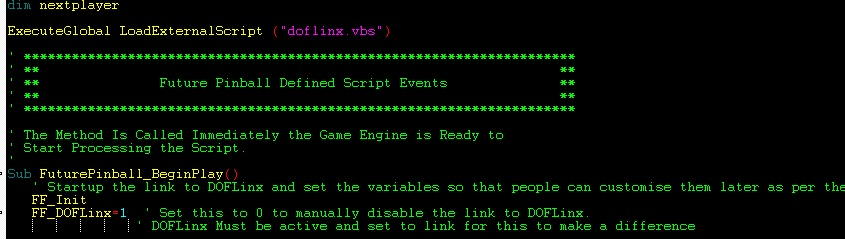 dim nextplayer
ExecuteGlobal LoadExternalScript ("doflinx.vbs")
' *****************************************************************
' **                                                             **
' **              Future Pinball Defined Script Events           **
' **                                                             **
' *****************************************************************
' The Method Is Called Immediately the Game Engine is Ready to
' Start Processing the Script.
'
Sub FuturePinball_BeginPlay()
' Startup the link to DOFLinx and set the variables so that people can customise them later as per the
FF_Init
FF_DOFLinx=1 ' Set this to 0 to manually disable the link to DOFLinx.
' DOFLinx Must be active and set to link for this to make a difference